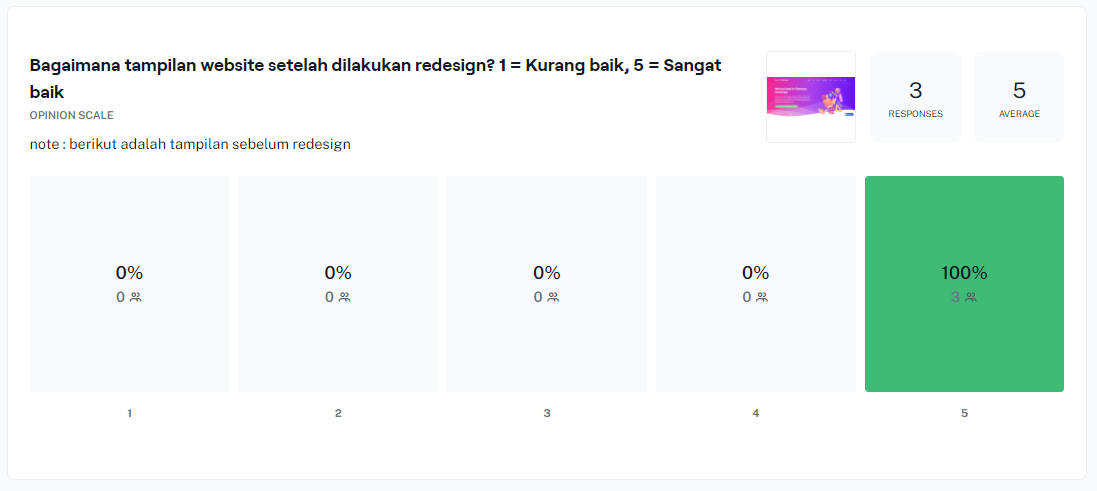 Bagaimana tampilan website setelah dilakukan redesign? 1 = Kurang baik, 5 = Sangat
baik
OPINION SCALE
note : berikut adalah tampilan sebelum redesign
3
RESPONSES
5
AVERAGE
0%
0
0%
0
0%
0
0%
0
100%
3
1
2
3
4
5